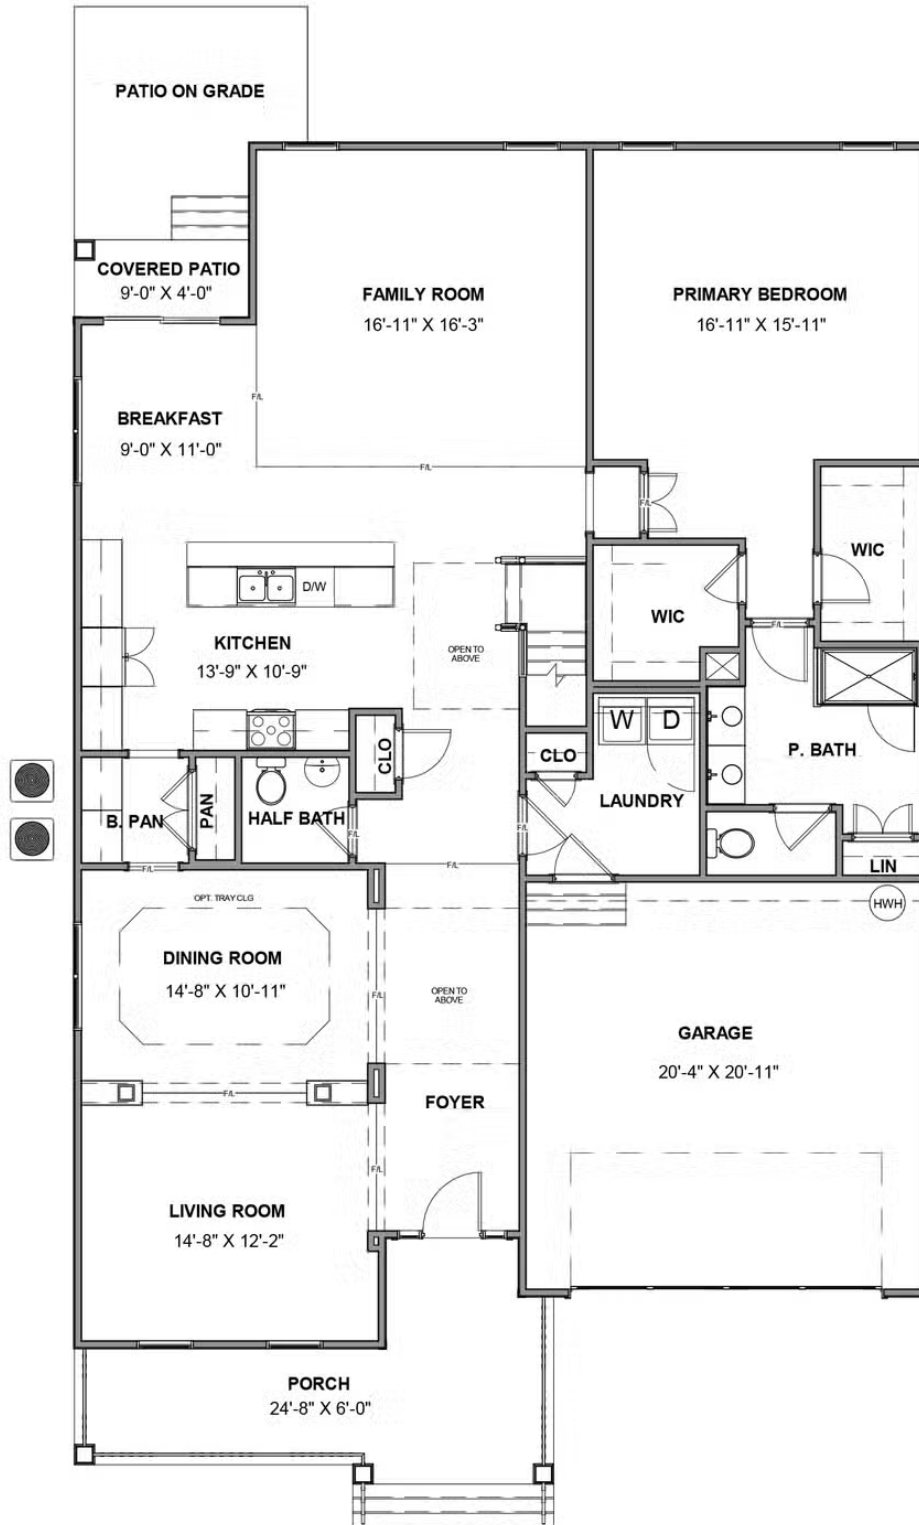 PATIO ON GRADE
COVERED PATIO
9'-0" X 4'-0"
FAMILY ROOM
16'-11" X 16'-3"
PRIMARY BEDROOM
16'-11" X 15'-11"
F/L
BREAKFAST
9'-0" X 11'-0"
F/L
F/L
WIC
D/W
WIC
F/L
KITCHEN
13'-9" X 10'-9"
OPEN TO
ABOVE
W
D
CLO
CLO
P. BATH
LAUNDRY
B. PAN
PAN
HALF BATH
F/L
F/L
F/L
F/L
LIN
OPT. TRAY CLG
HWH
DINING ROOM
14'-8" X 10'-11"
F/L
OPEN TO
ABOVE
GARAGE
20'-4" X 20'-11"
F/L
FOYER
F/L
LIVING ROOM
14'-8" X 12'-2"
PORCH
24'-8" X 6'-0"